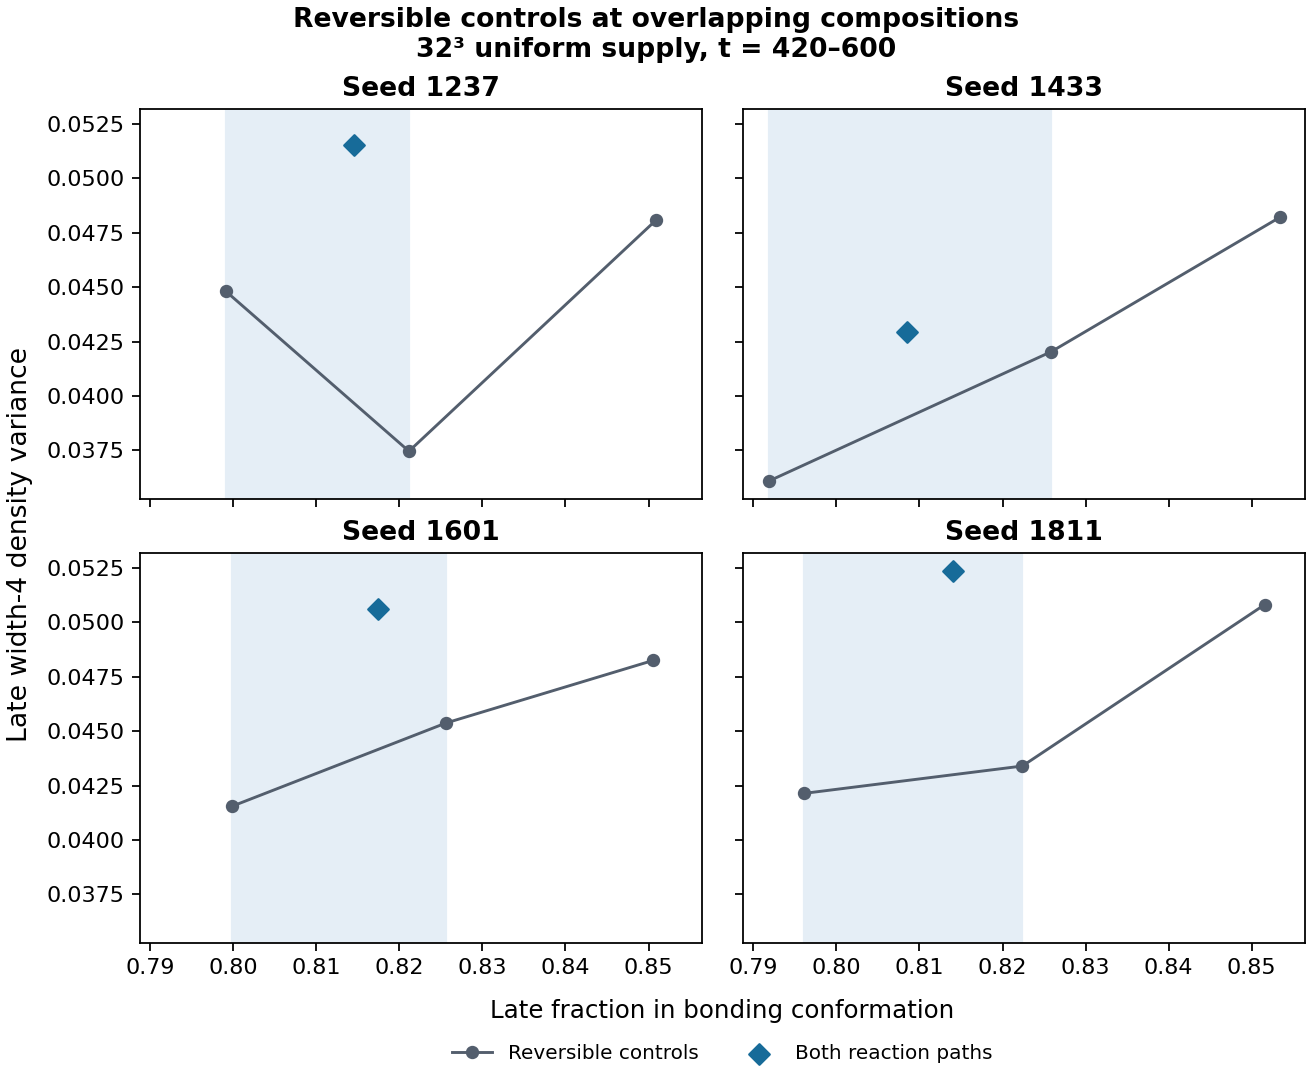 Reversible controls at overlapping compositions
32³ uniform supply, t = 420–600
Seed 1237
Seed 1433
0.0525
0.0500
0.0475
0.0450
0.0425
0.0400
0.0375
Seed 1601
Seed 1811
0.0525
0.0500
0.0475
0.0450
0.0425
0.0400
0.0375
Late width-4 density variance
0.79 0.80 0.81 0.82 0.83 0.84 0.85
0.79 0.80 0.81 0.82 0.83 0.84 0.85
Late fraction in bonding conformation
Reversible controls
Both reaction paths